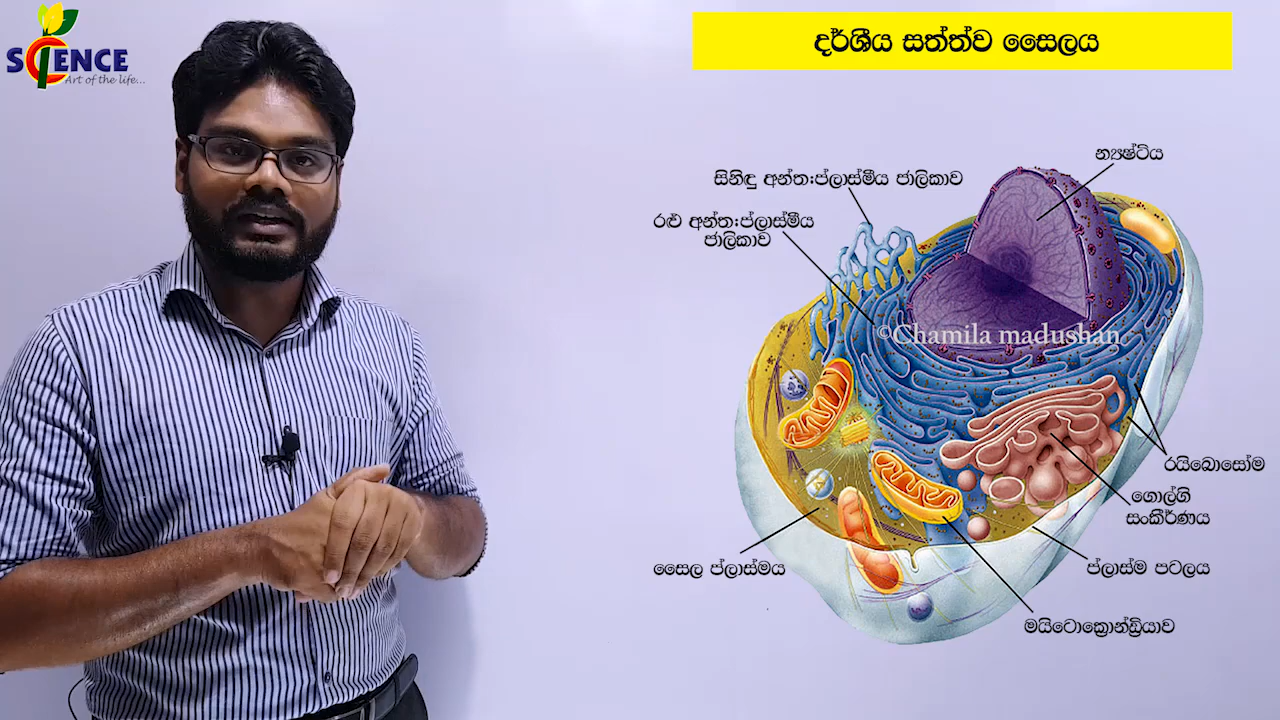 SCIENCE
Art of the life...
දර්ශීය සත්ත්ව සෛලය
න්‍යෂ්ටිය
සිනිඳු අන්ත:ප්ලාස්මීය ජාලිකාව
රළු අන්ත:ප්ලාස්මීය
ජාලිකාව
©Chamila madushan
රයිබොසෝම
ගොල්ගි
සංකීර්ණය
සෛල ප්ලාස්මය
ප්ලාස්ම පටලය
මයිටොක්‍රොන්ඩ්‍රියාව